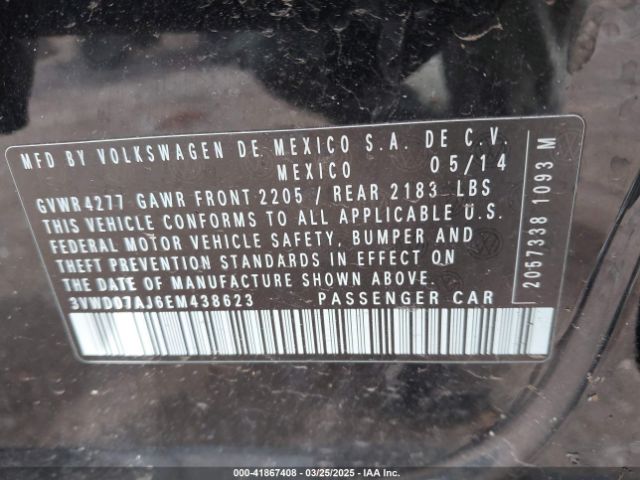 MFD BY VOLKSWAGEN DE MEXICO S.A. DE C.V.
MEXICO 05/14
GVWR 4277 GAWR FRONT 2205 / REAR 2183 LBS
THIS VEHICLE CONFORMS TO ALL APPLICABLE U.S.
FEDERAL MOTOR VEHICLE SAFETY, BUMPER AND
THEFT PREVENTION STANDARDS IN EFFECT ON
THE DATE OF MANUFACTURE SHOWN ABOVE.
3VWD07AJ6EM438623 PASSENGER CAR
2057338 1093 M
000-41867408 • 03/25/2025 • IAA Inc.